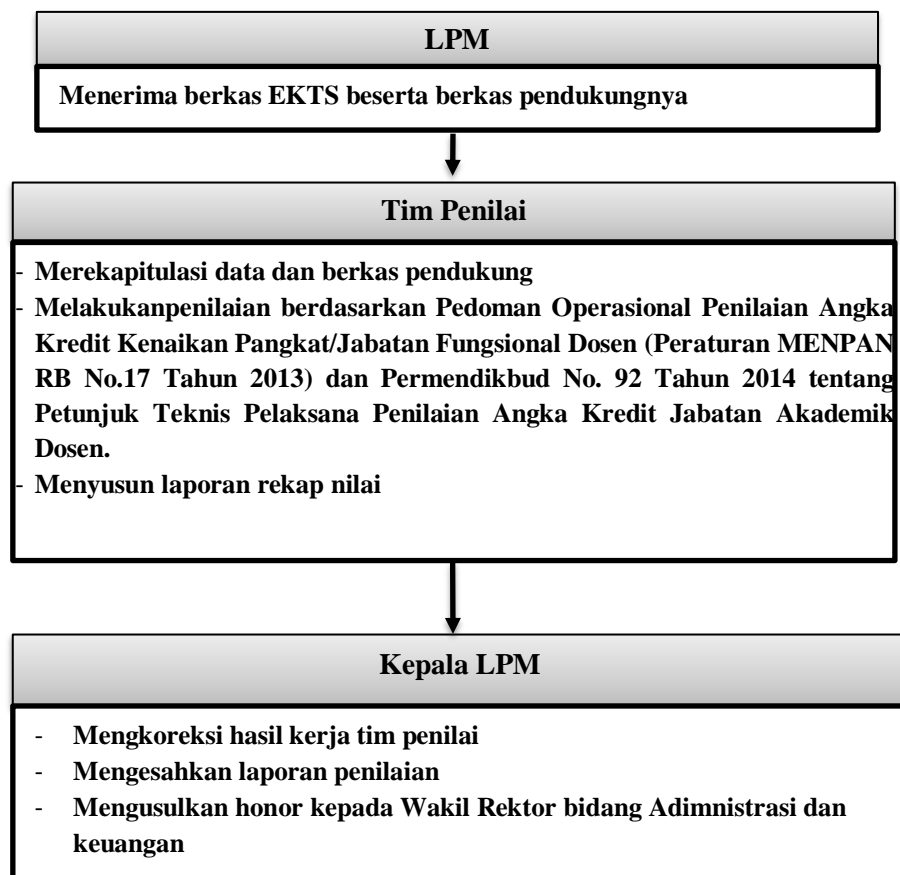 LPM
Menerima berkas EKTS beserta berkas pendukungnya
Tim Penilai
- Merekapitulasi data dan berkas pendukung
- Melakukanpenilaian berdasarkan Pedoman Operasional Penilaian Angka
Kredit Kenaikan Pangkat/Jabatan Fungsional Dosen (Peraturan MENPAN
RB No.17 Tahun 2013) dan Permendikbud No. 92 Tahun 2014 tentang
Petunjuk Teknis Pelaksana Penilaian Angka Kredit Jabatan Akademik
Dosen.
- Menyusun laporan rekap nilai
Kepala LPM
- Mengkoreksi hasil kerja tim penilai
- Mengesahkan laporan penilaian
- Mengusulkan honor kepada Wakil Rektor bidang Adimnistrasi dan
keuangan